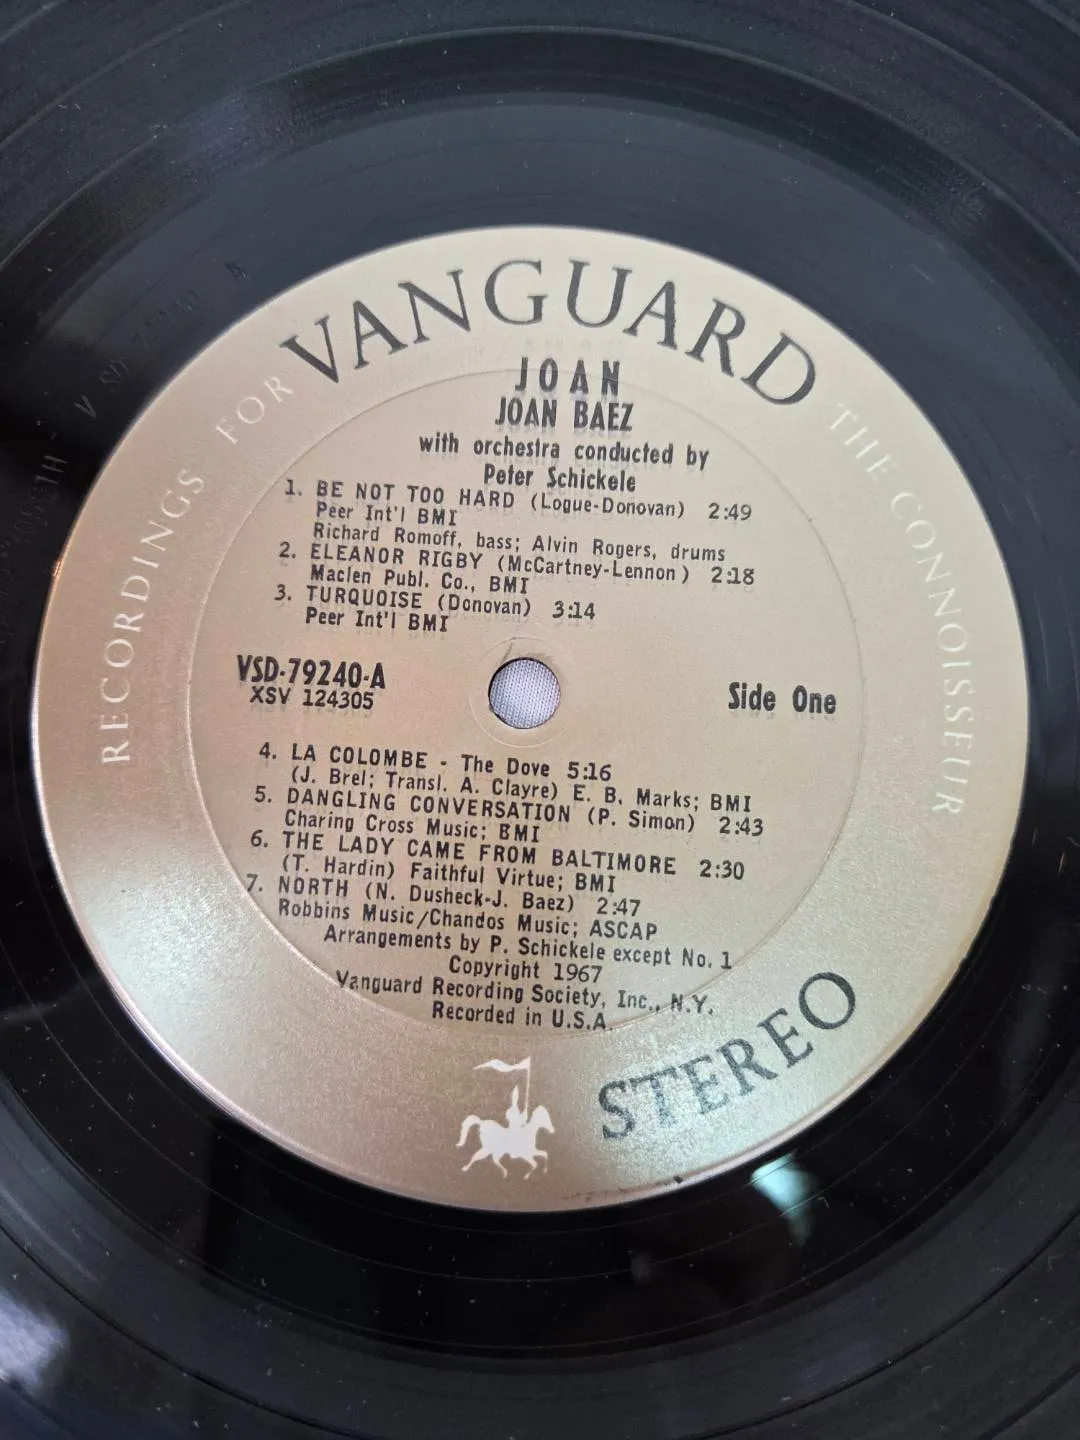 VANGUARD
RECORDINGS FOR
THE CONNOISSEUR
JOAN
JOAN BAEZ
with orchestra conducted by
Peter Schickele
1. BE NOT TOO HARD (Logue-Donovan) 2:49
Peer Int'l BMI
Richard Romoff, bass; Alvin Rogers, drums
2. ELEANOR RIGBY (McCartney-Lennon) 2:18
Maclen Publ. Co., BMI
3. TURQUOISE (Donovan) 3:14
Peer Int'l BMI
VSD-79240-A
XSV 124305
Side One
4. LA COLOMBE - The Dove 5:16
(J. Brel; Transl. A. Clayre) E. B. Marks; BMI
5. DANGLING CONVERSATION (P. Simon) 2:43
Charing Cross Music; BMI
6. THE LADY CAME FROM BALTIMORE 2:30
(T. Hardin) Faithful Virtue; BMI
7. NORTH (N. Dusheck-J. Baez) 2:47
Robbins Music/Chandos Music; ASCAP
Arrangements by P. Schickele except No. 1
Copyright 1967
Vanguard Recording Society, Inc., N.Y.
Recorded in U.S.A.
STEREO